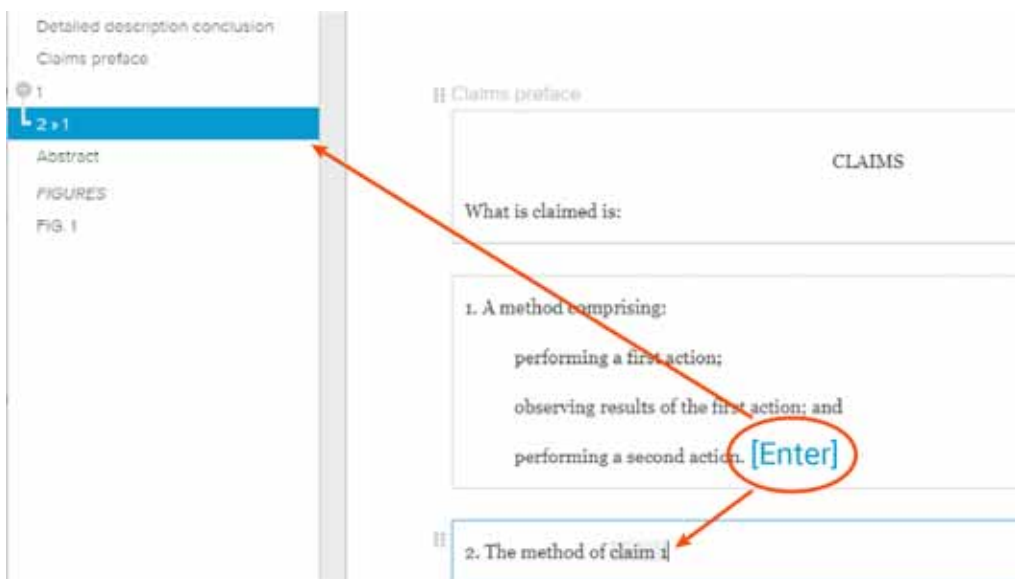 Detailed description conclusion
Claims preface
1
2 » 1
Abstract
FIGURES
FIG. 1
Claims preface
CLAIMS
What is claimed is:
1. A method comprising:
performing a first action;
observing results of the first action; and
performing a second action. [Enter]
2. The method of claim 1